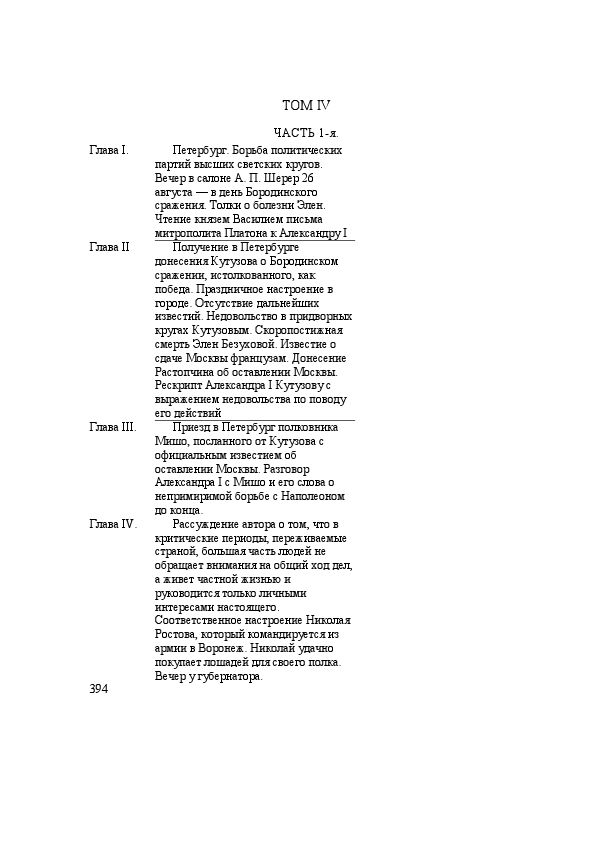 ТОМ IV
ЧАСТЬ 1-я.
Глава I. Петербург. Борьба политических
партий высших светских кругов.
Вечер в салоне А. П. Шерер 26
августа — в день Бородинского
сражения. Толки о болезни Элен.
Чтение князем Василием письма
митрополита Платона к Александру I
Глава II Получение в Петербурге
донесения Кутузова о Бородинском
сражении, истолкованного, как
победа. Праздничное настроение в
городе. Отсутствие дальнейших
известий. Недовольство в придворных
кругах Кутузовым. Скоропостижная
смерть Элен Безуховой. Известие о
сдаче Москвы французам. Донесение
Растопчина об оставлении Москвы.
Рескрипт Александра I Кутузову с
выражением недовольства по поводу
его действий
Глава III. Приезд в Петербург полковника
Мишо, посланного от Кутузова с
официальным известием об
оставлении Москвы. Разговор
Александра I с Мишо и его слова о
непримиримой борьбе с Наполеоном
до конца.
Глава IV. Рассуждение автора о том, что в
критические периоды, переживаемые
страной, большая часть людей не
обращает внимания на общий ход дел,
а живет частной жизнью и
руководится только личными
интересами настоящего.
Соответственное настроение Николая
Ростова, который командируется из
армии в Воронеж. Николай удачно
покупает лошадей для своего полка.
Вечер у губернатора.
394